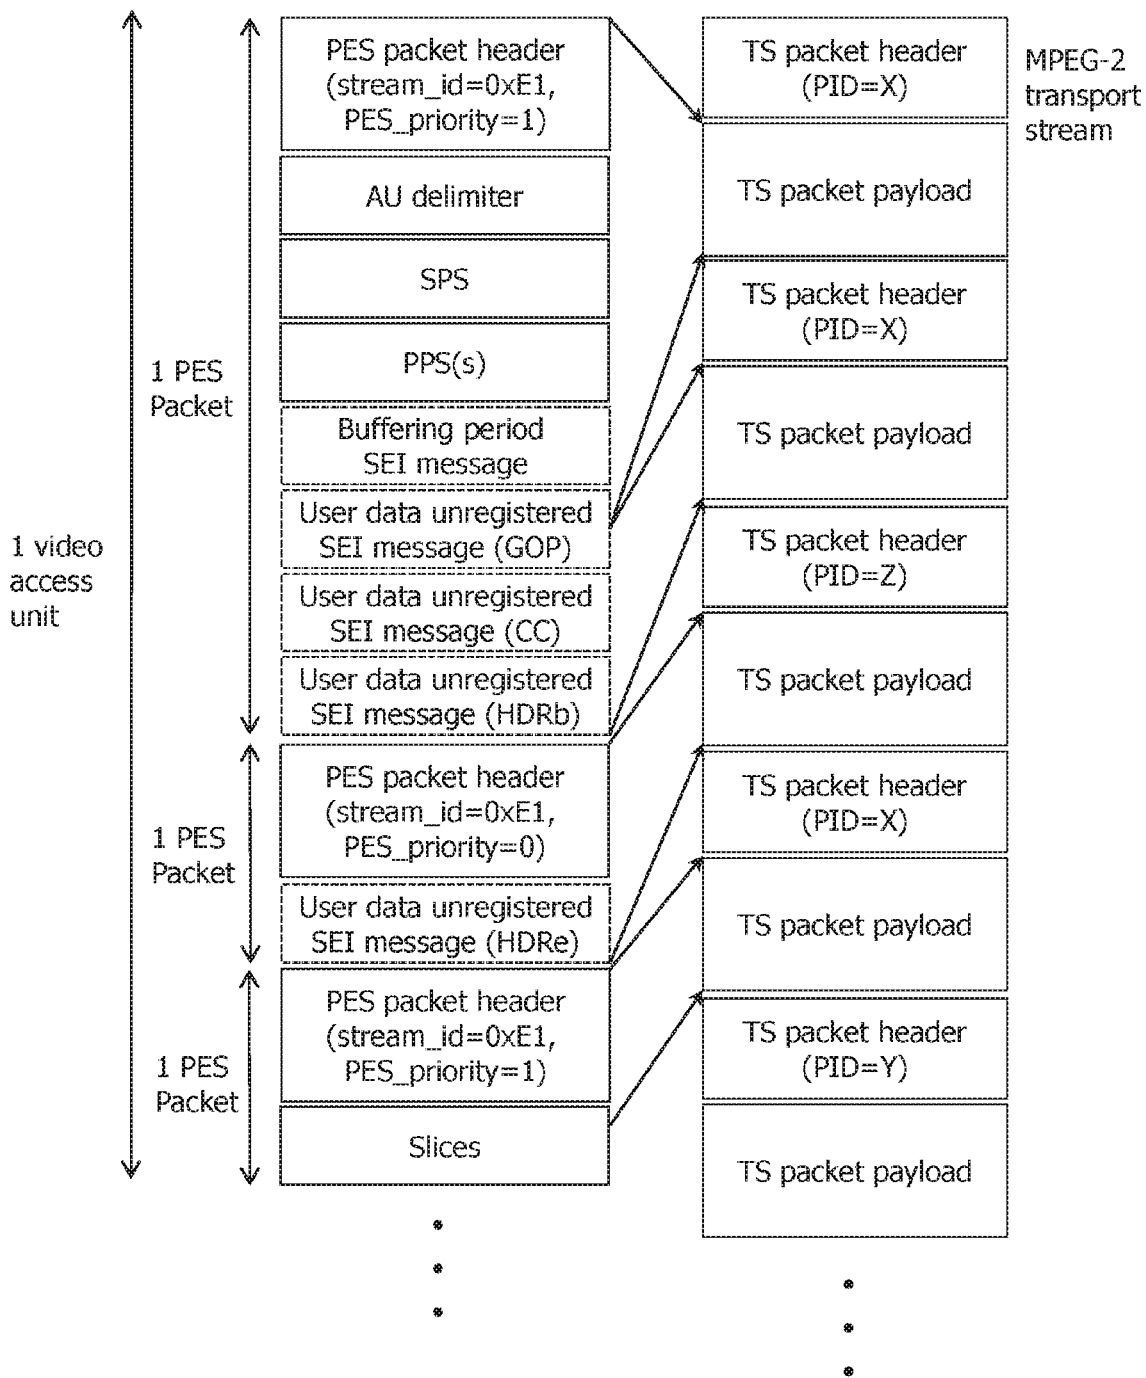 1 video
access
unit
1 PES
Packet
1 PES
Packet
1 PES
Packet
PES packet header
(stream_id=0xE1,
PES_priority=1)
AU delimiter
SPS
PPS(s)
Buffering period
SEI message
User data unregistered
SEI message (GOP)
User data unregistered
SEI message (CC)
User data unregistered
SEI message (HDRb)
PES packet header
(stream_id=0xE1,
PES_priority=0)
User data unregistered
SEI message (HDRe)
PES packet header
(stream_id=0xE1,
PES_priority=1)
Slices
TS packet header
(PID=X)
TS packet payload
TS packet header
(PID=X)
TS packet payload
TS packet header
(PID=Z)
TS packet payload
TS packet header
(PID=X)
TS packet payload
TS packet header
(PID=Y)
TS packet payload
MPEG-2
transport
stream